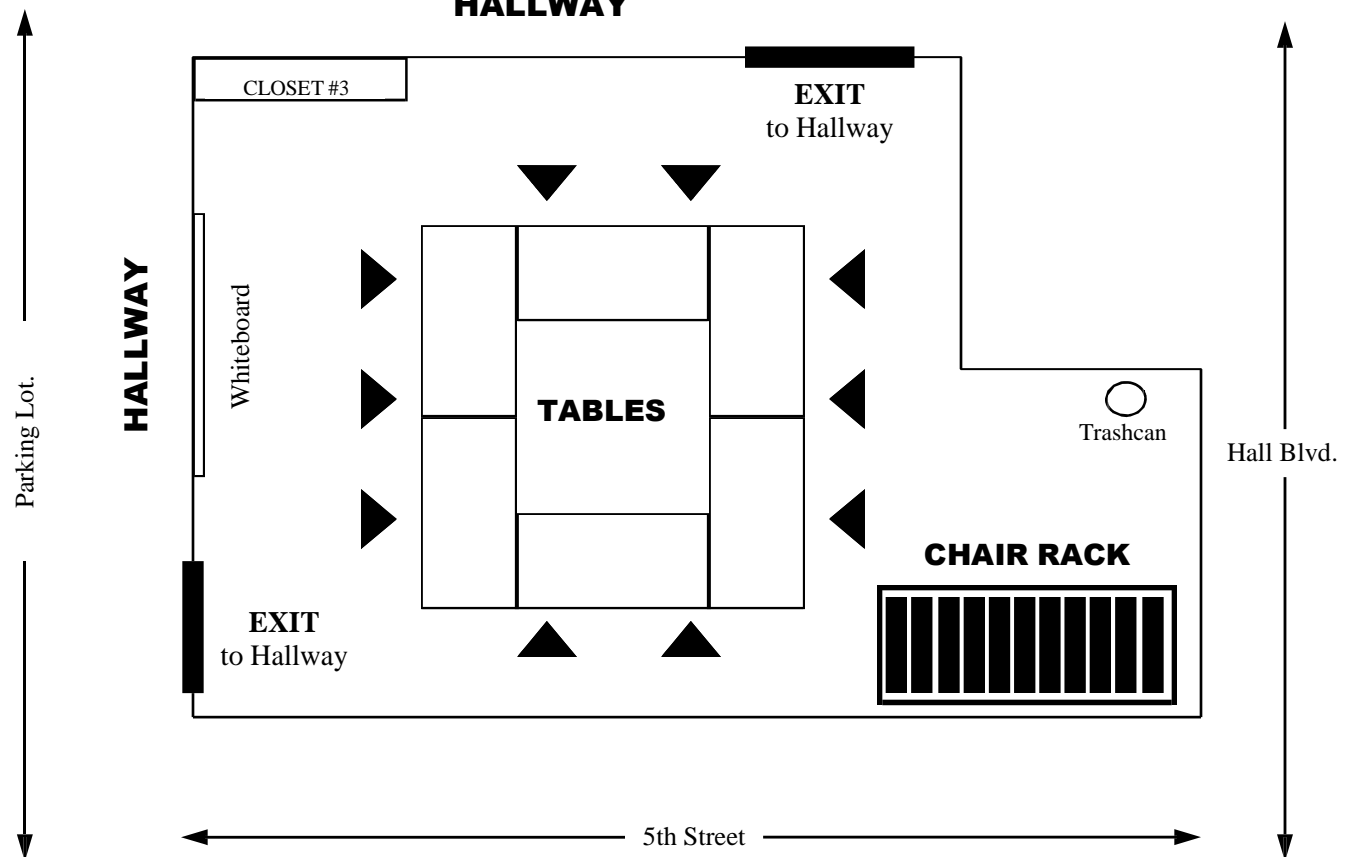 HALLWAY
CLOSET #3
EXIT
to Hallway
HALLWAY
Whiteboard
TABLES
Parking Lot.
Trashcan
Hall Blvd.
CHAIR RACK
EXIT
to Hallway
5th Street